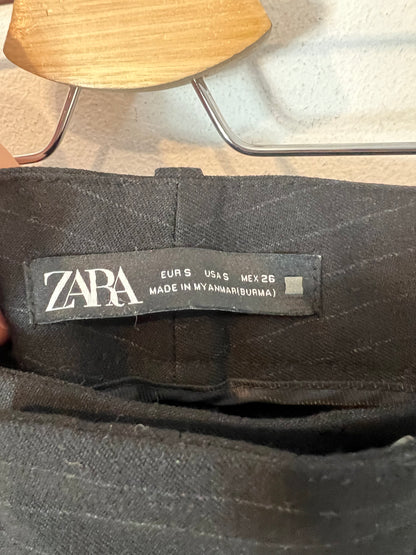 ZARA
EUR S USA S MEX 26
MADE IN MYANMAR(BURMA)